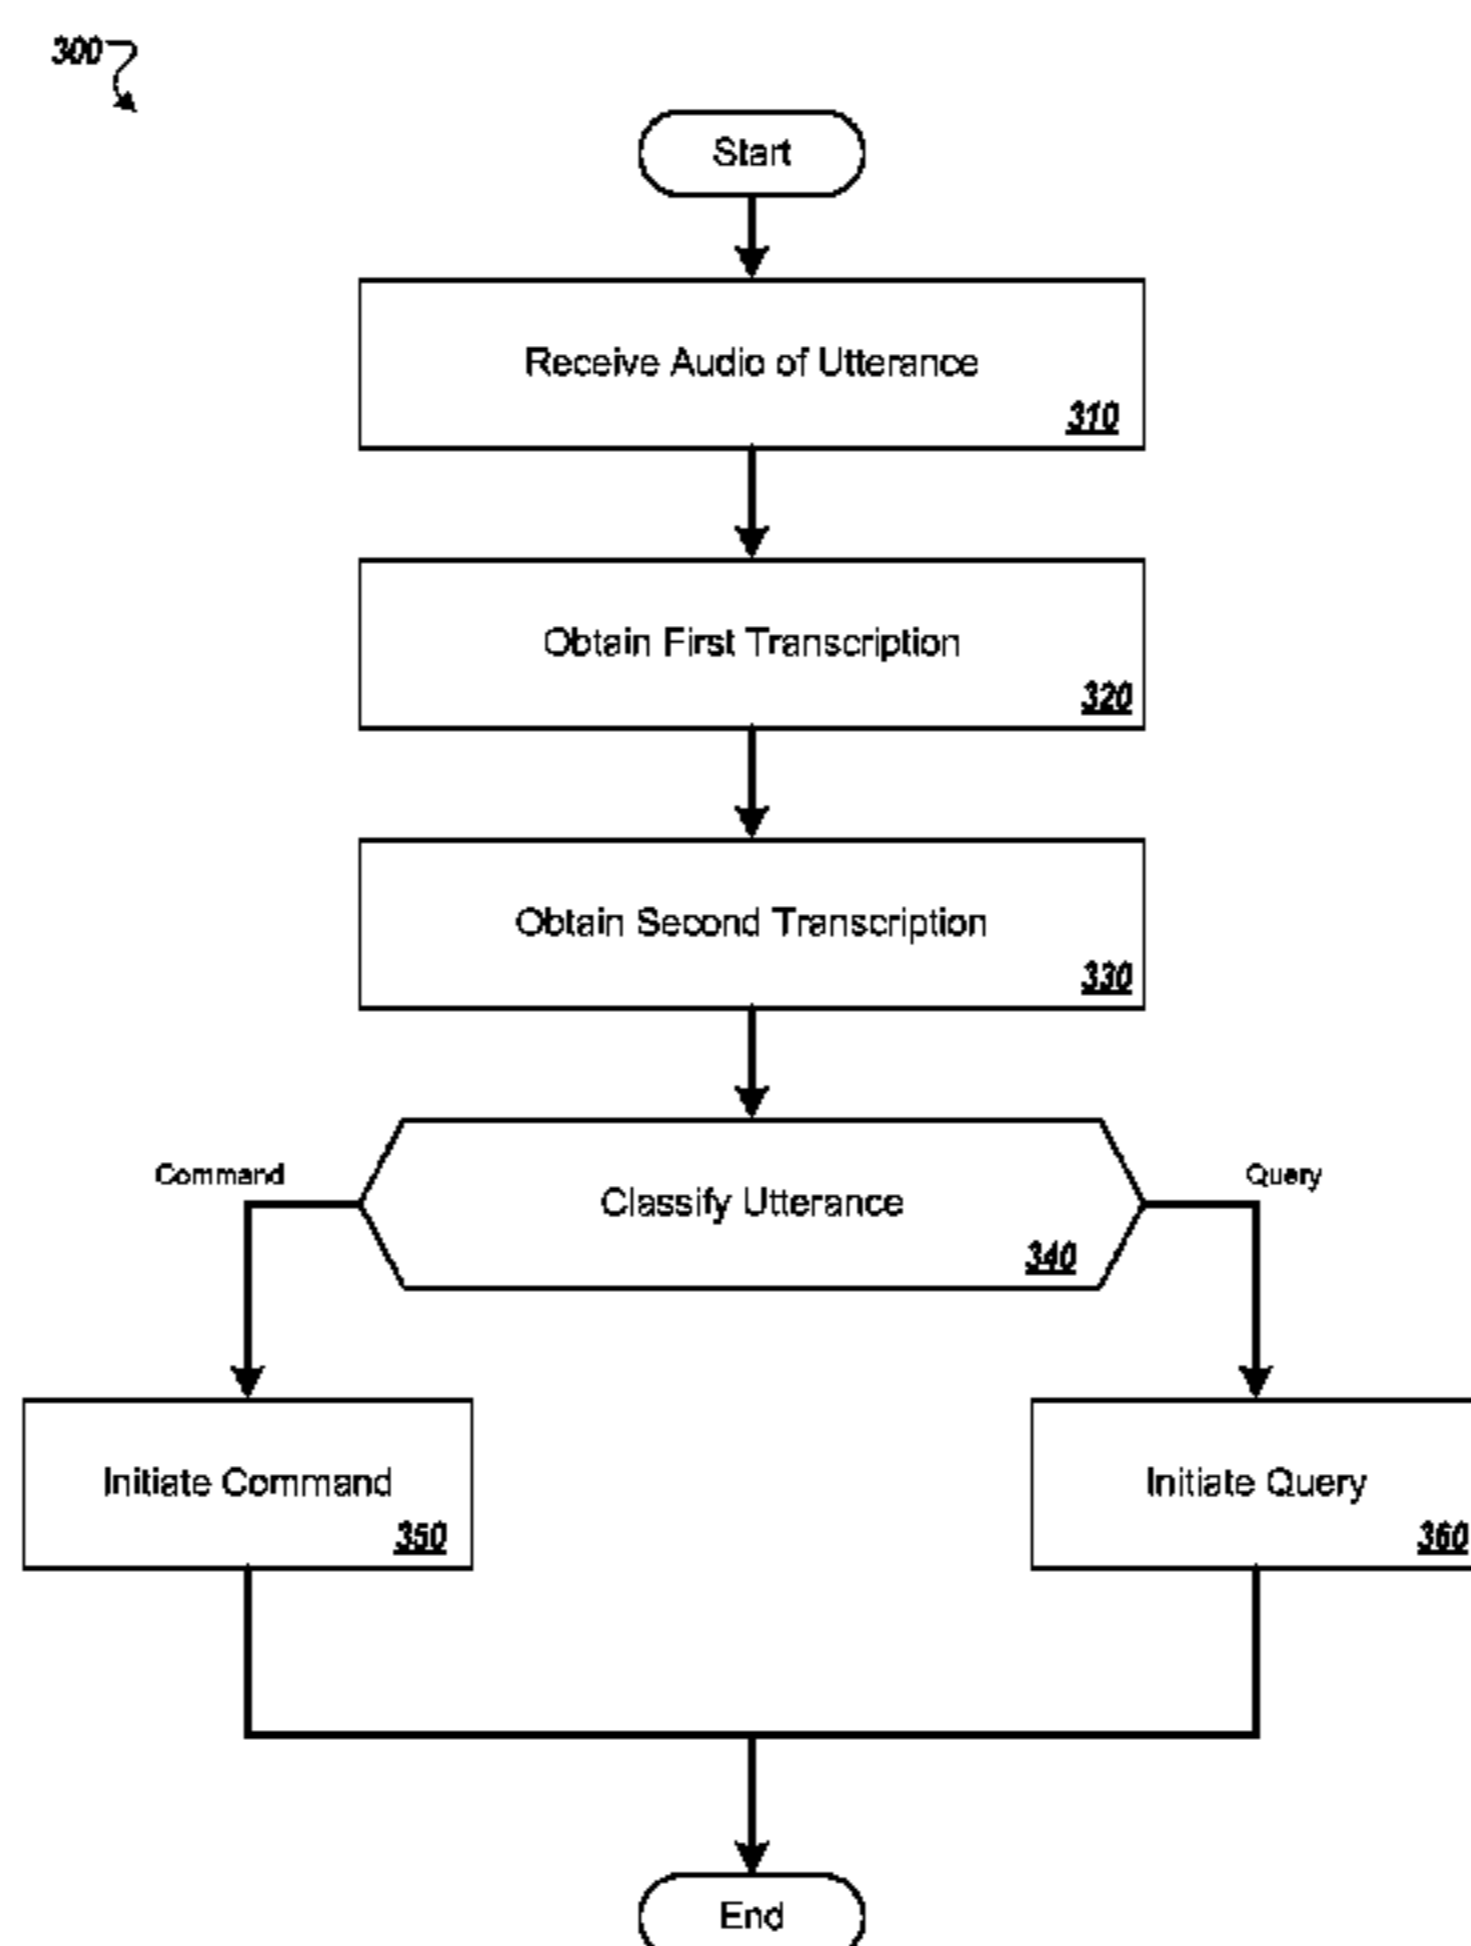 300
Start
Receive Audio of Utterance
310
Obtain First Transcription
320
Obtain Second Transcription
330
Command
Classify Utterance
340
Query
Initiate Command
350
Initiate Query
360
End